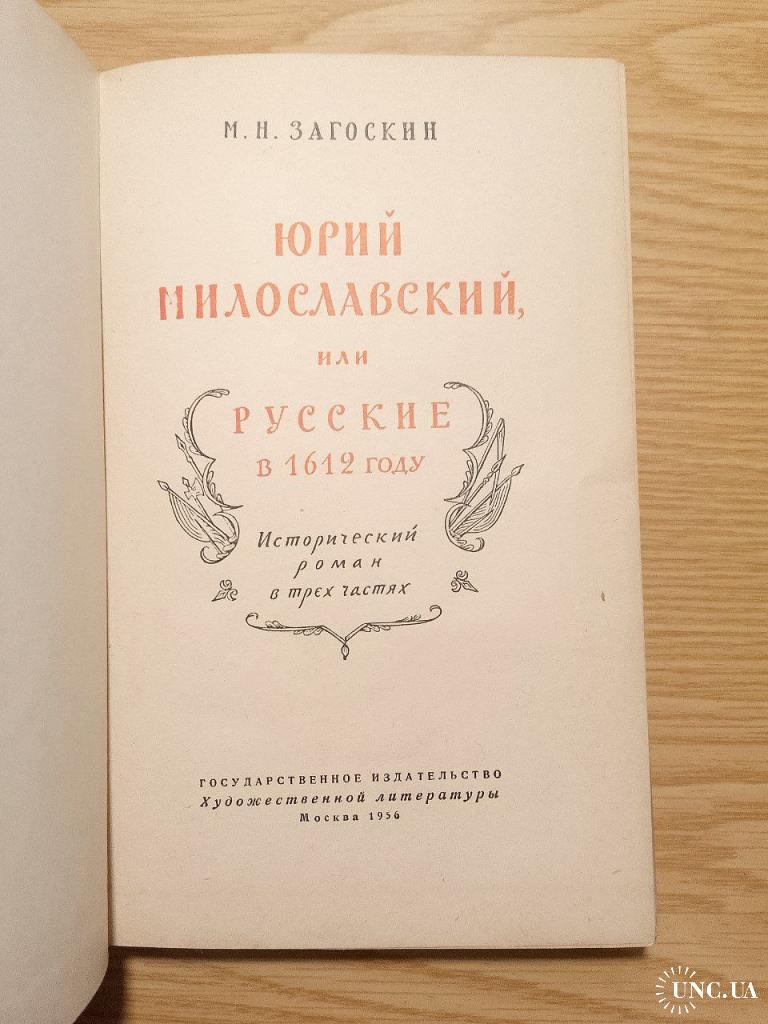 М. Н. ЗАГОСКИН
ЮРИЙ
МИЛОСЛАВСКИЙ,
ИЛИ
РУССКИЕ
В 1612 ГОДУ
Исторический
роман
в трех частях
ГОСУДАРСТВЕННОЕ ИЗДАТЕЛЬСТВО
Художественной литературы
Москва 1956
UNC.UA